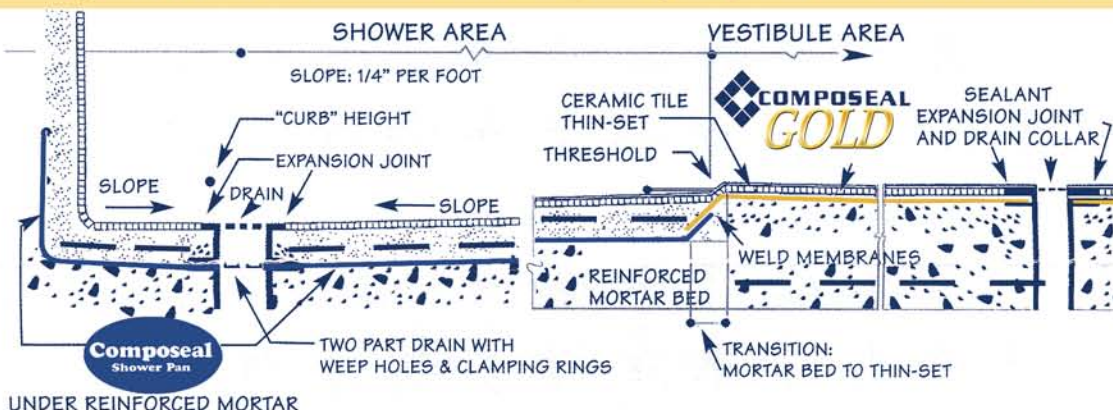 SHOWER AREA
VESTIBULE AREA
SLOPE: 1/4" PER FOOT
"CURB" HEIGHT
EXPANSION JOINT
SLOPE
DRAIN
SLOPE
CERAMIC TILE
THIN-SET
THRESHOLD
COMPOSEAL
GOLD
SEALANT
EXPANSION JOINT
AND DRAIN COLLAR
WELD MEMBRANES
REINFORCED
MORTAR BED
Composeal
Shower Pan
TWO PART DRAIN WITH
WEEP HOLES & CLAMPING RINGS
TRANSITION:
MORTAR BED TO THIN-SET
UNDER REINFORCED MORTAR